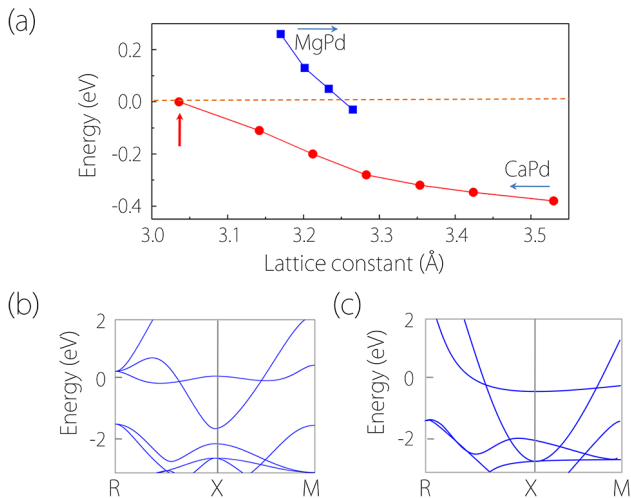 (a)
MgPd
CaPd
0.2
0.0
-0.2
-0.4
Energy (eV)
3.0 3.1 3.2 3.3 3.4 3.5
Lattice constant (Å)
(b)
2
0
-2
Energy (eV)
R X M
(c)
2
0
-2
Energy (eV)
R X M